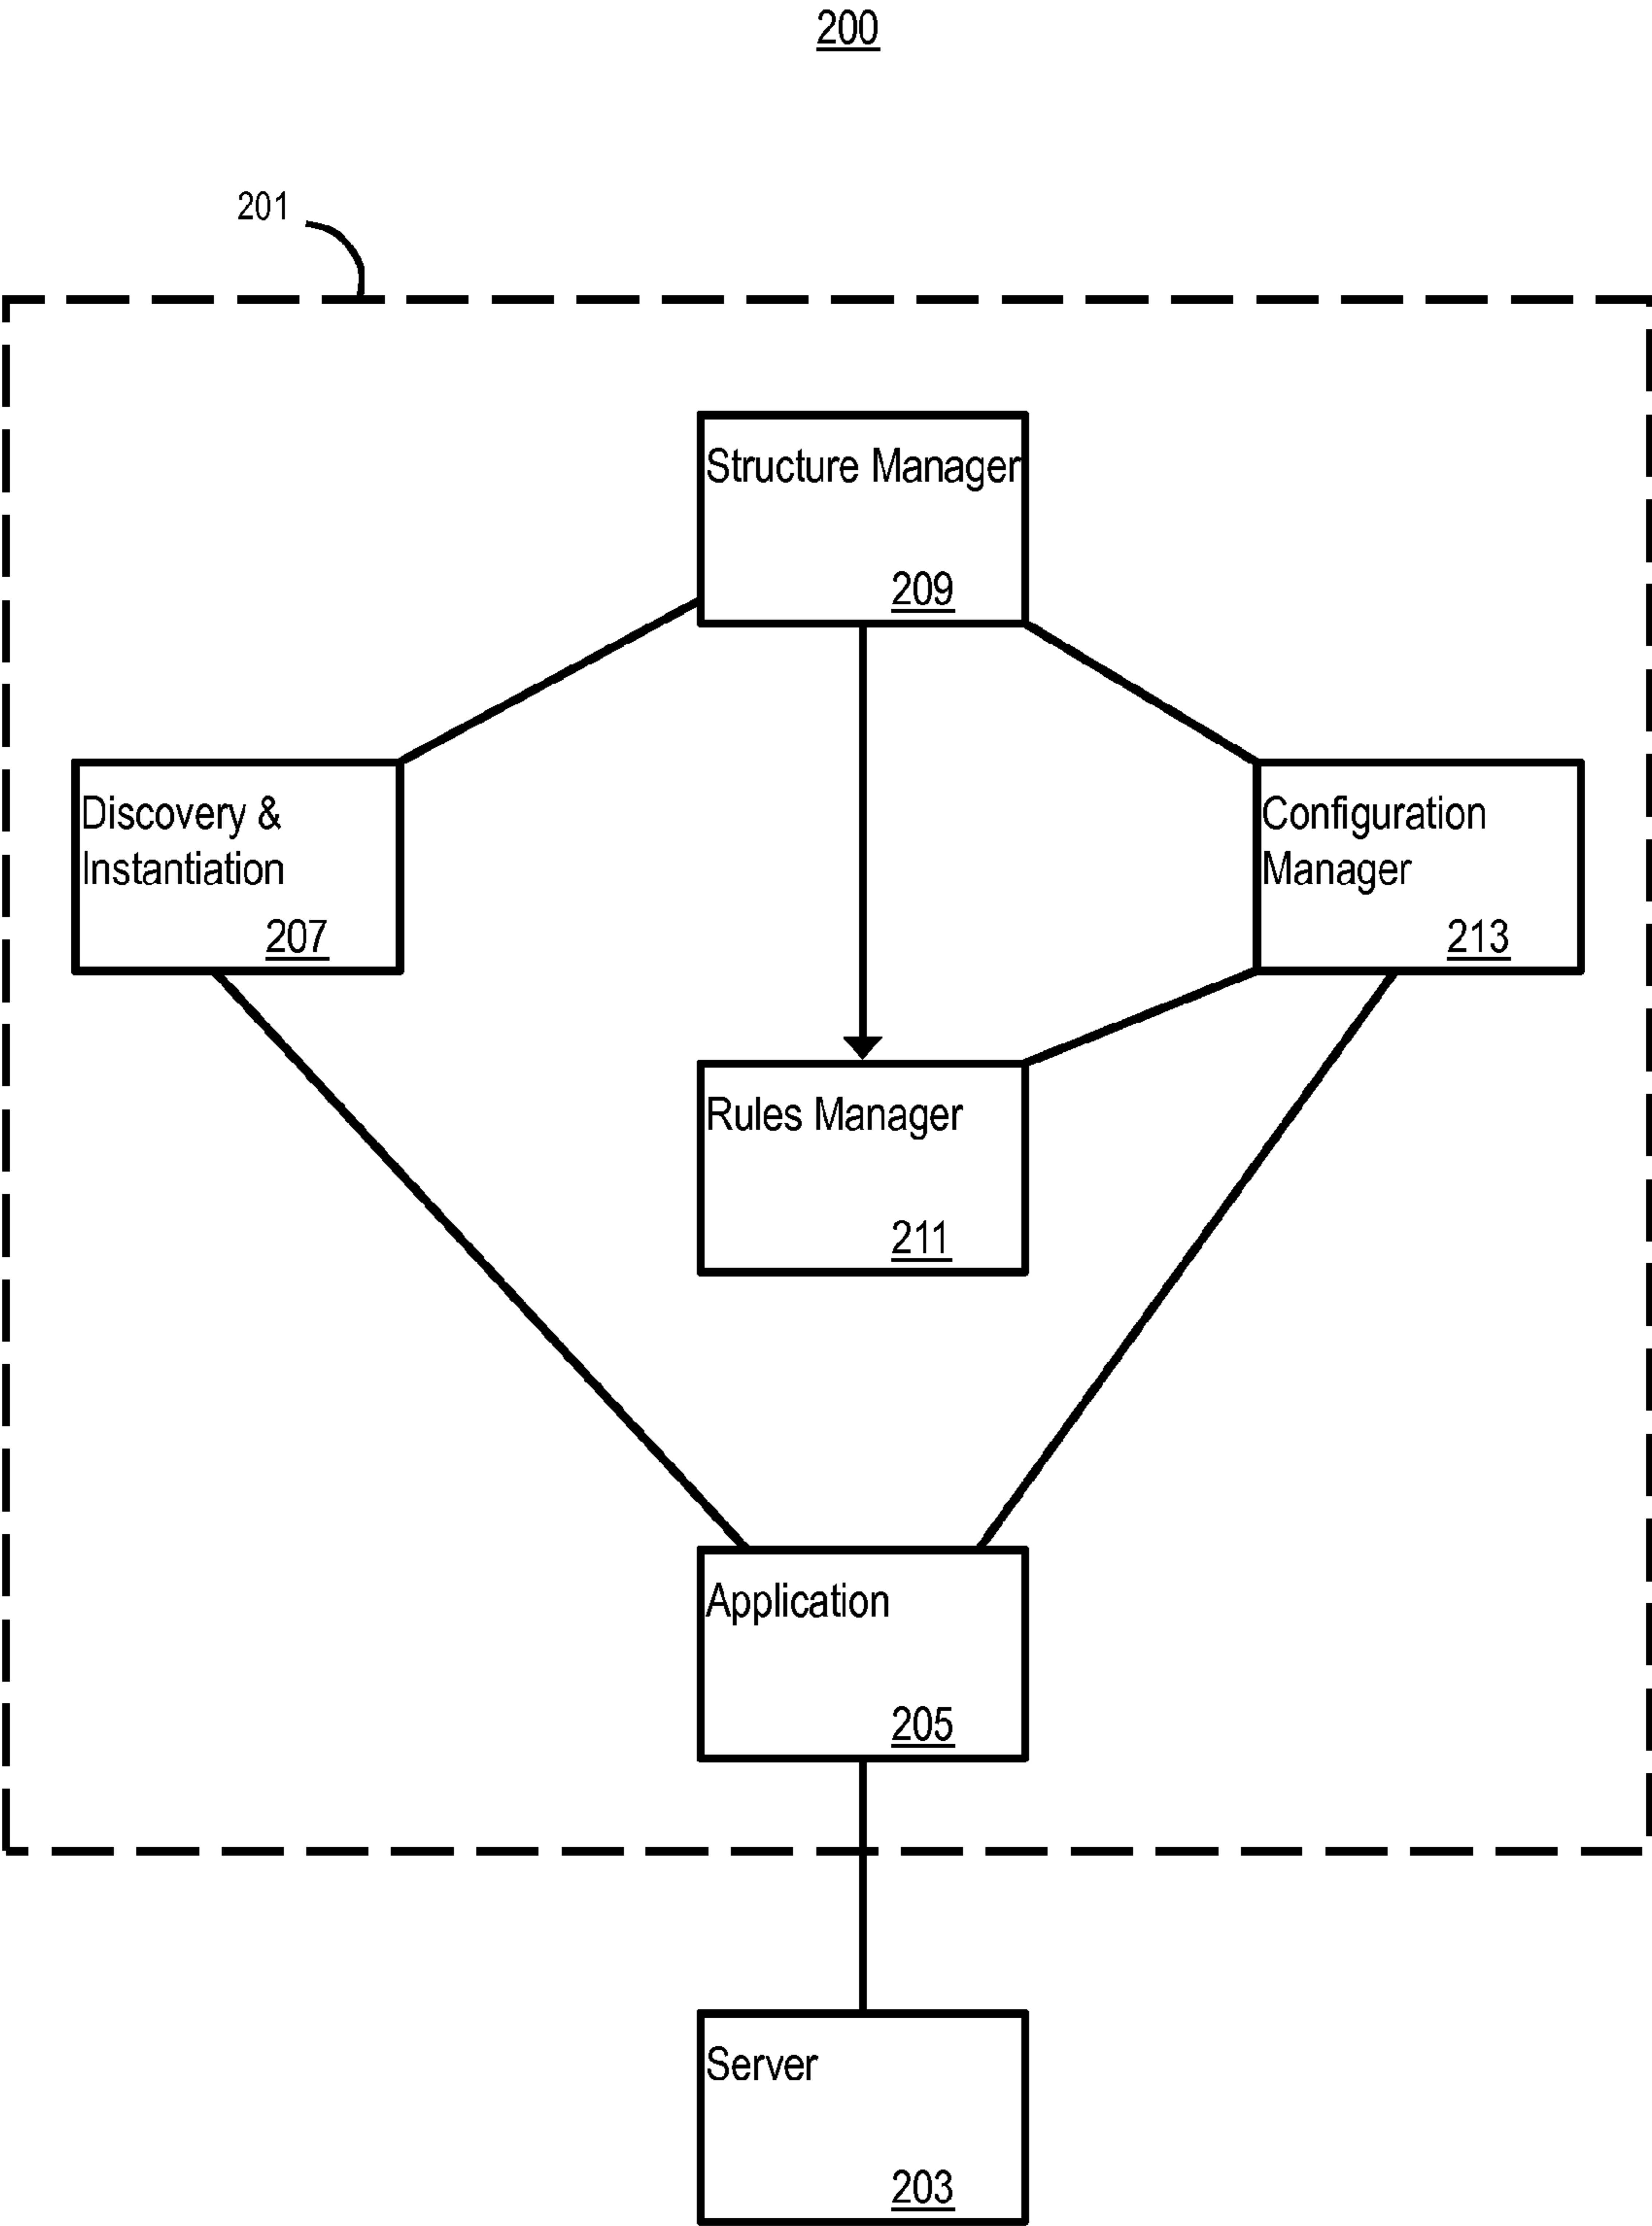 200
201
Structure Manager
209
Discovery &
Instantiation
207
Configuration
Manager
213
Rules Manager
211
Application
205
Server
203